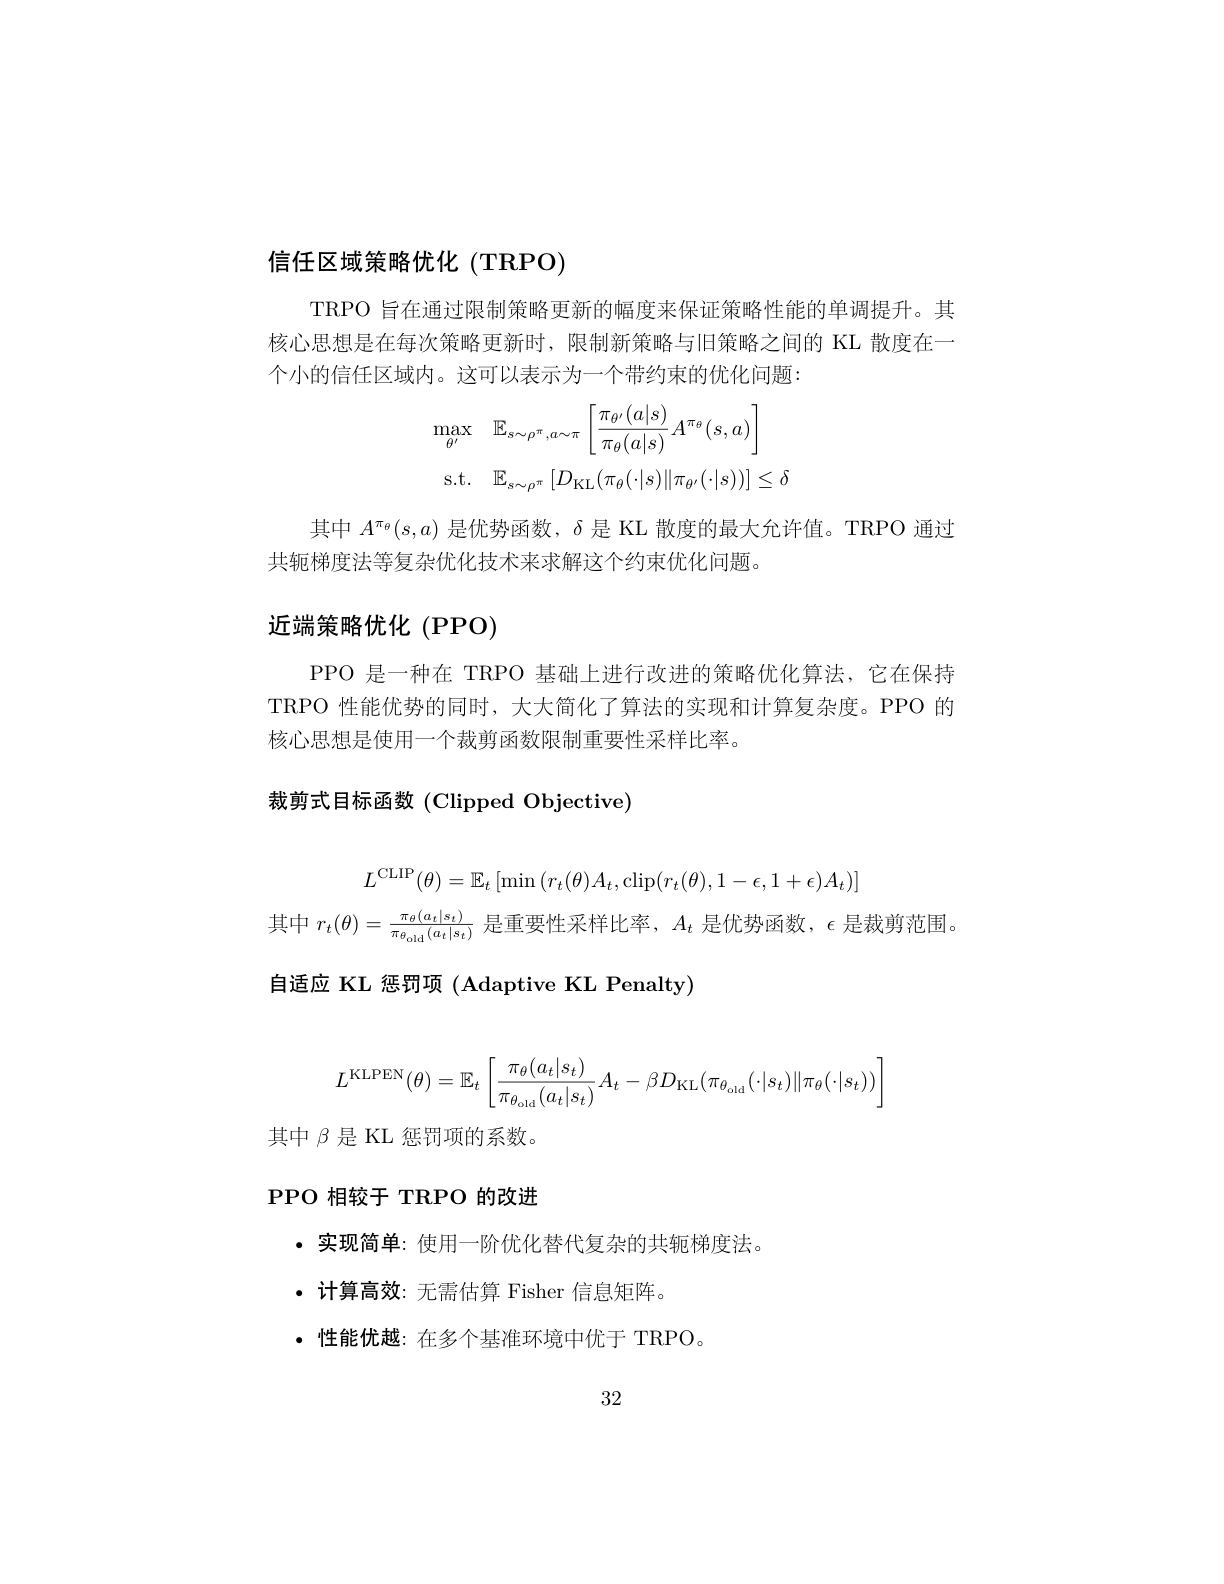 信任区域策略优化 (TRPO)
TRPO 旨在通过限制策略更新的幅度来保证策略性能的单调提升。其
核心思想是在每次策略更新时，限制新策略与旧策略之间的 KL 散度在一
个小的信任区域内。这可以表示为一个带约束的优化问题：
$\max_{\theta'} \quad \mathbb{E}_{s\sim\rho^{\pi},a\sim\pi}\left[\frac{\pi_{\theta'}(a|s)}{\pi_{\theta}(a|s)}A^{\pi_{\theta}}(s,a)\right]$
$\text{s.t.} \quad \mathbb{E}_{s\sim\rho^{\pi}}\left[D_{\mathrm{KL}}(\pi_{\theta}(\cdot|s)\|\pi_{\theta'}(\cdot|s))\right] \leq \delta$
其中 $A^{\pi_{\theta}}(s,a)$ 是优势函数，$\delta$ 是 KL 散度的最大允许值。TRPO 通过
共轭梯度法等复杂优化技术来求解这个约束优化问题。
近端策略优化 (PPO)
PPO 是一种在 TRPO 基础上进行改进的策略优化算法，它在保持
TRPO 性能优势的同时，大大简化了算法的实现和计算复杂度。PPO 的
核心思想是使用一个裁剪函数限制重要性采样比率。
裁剪式目标函数 (Clipped Objective)
$L^{\mathrm{CLIP}}(\theta) = \mathbb{E}_t\left[\min\left(r_t(\theta)A_t, \mathrm{clip}(r_t(\theta), 1-\epsilon, 1+\epsilon)A_t\right)\right]$
其中 $r_t(\theta) = \frac{\pi_{\theta}(a_t|s_t)}{\pi_{\theta_{\mathrm{old}}}(a_t|s_t)}$ 是重要性采样比率，$A_t$ 是优势函数，$\epsilon$ 是裁剪范围。
自适应 KL 惩罚项 (Adaptive KL Penalty)
$L^{\mathrm{KLPEN}}(\theta) = \mathbb{E}_t\left[\frac{\pi_{\theta}(a_t|s_t)}{\pi_{\theta_{\mathrm{old}}}(a_t|s_t)}A_t - \beta D_{\mathrm{KL}}(\pi_{\theta_{\mathrm{old}}}(\cdot|s_t)\|\pi_{\theta}(\cdot|s_t))\right]$
其中 $\beta$ 是 KL 惩罚项的系数。
PPO 相较于 TRPO 的改进
• 实现简单: 使用一阶优化替代复杂的共轭梯度法。
• 计算高效: 无需估算 Fisher 信息矩阵。
• 性能优越: 在多个基准环境中优于 TRPO。
32